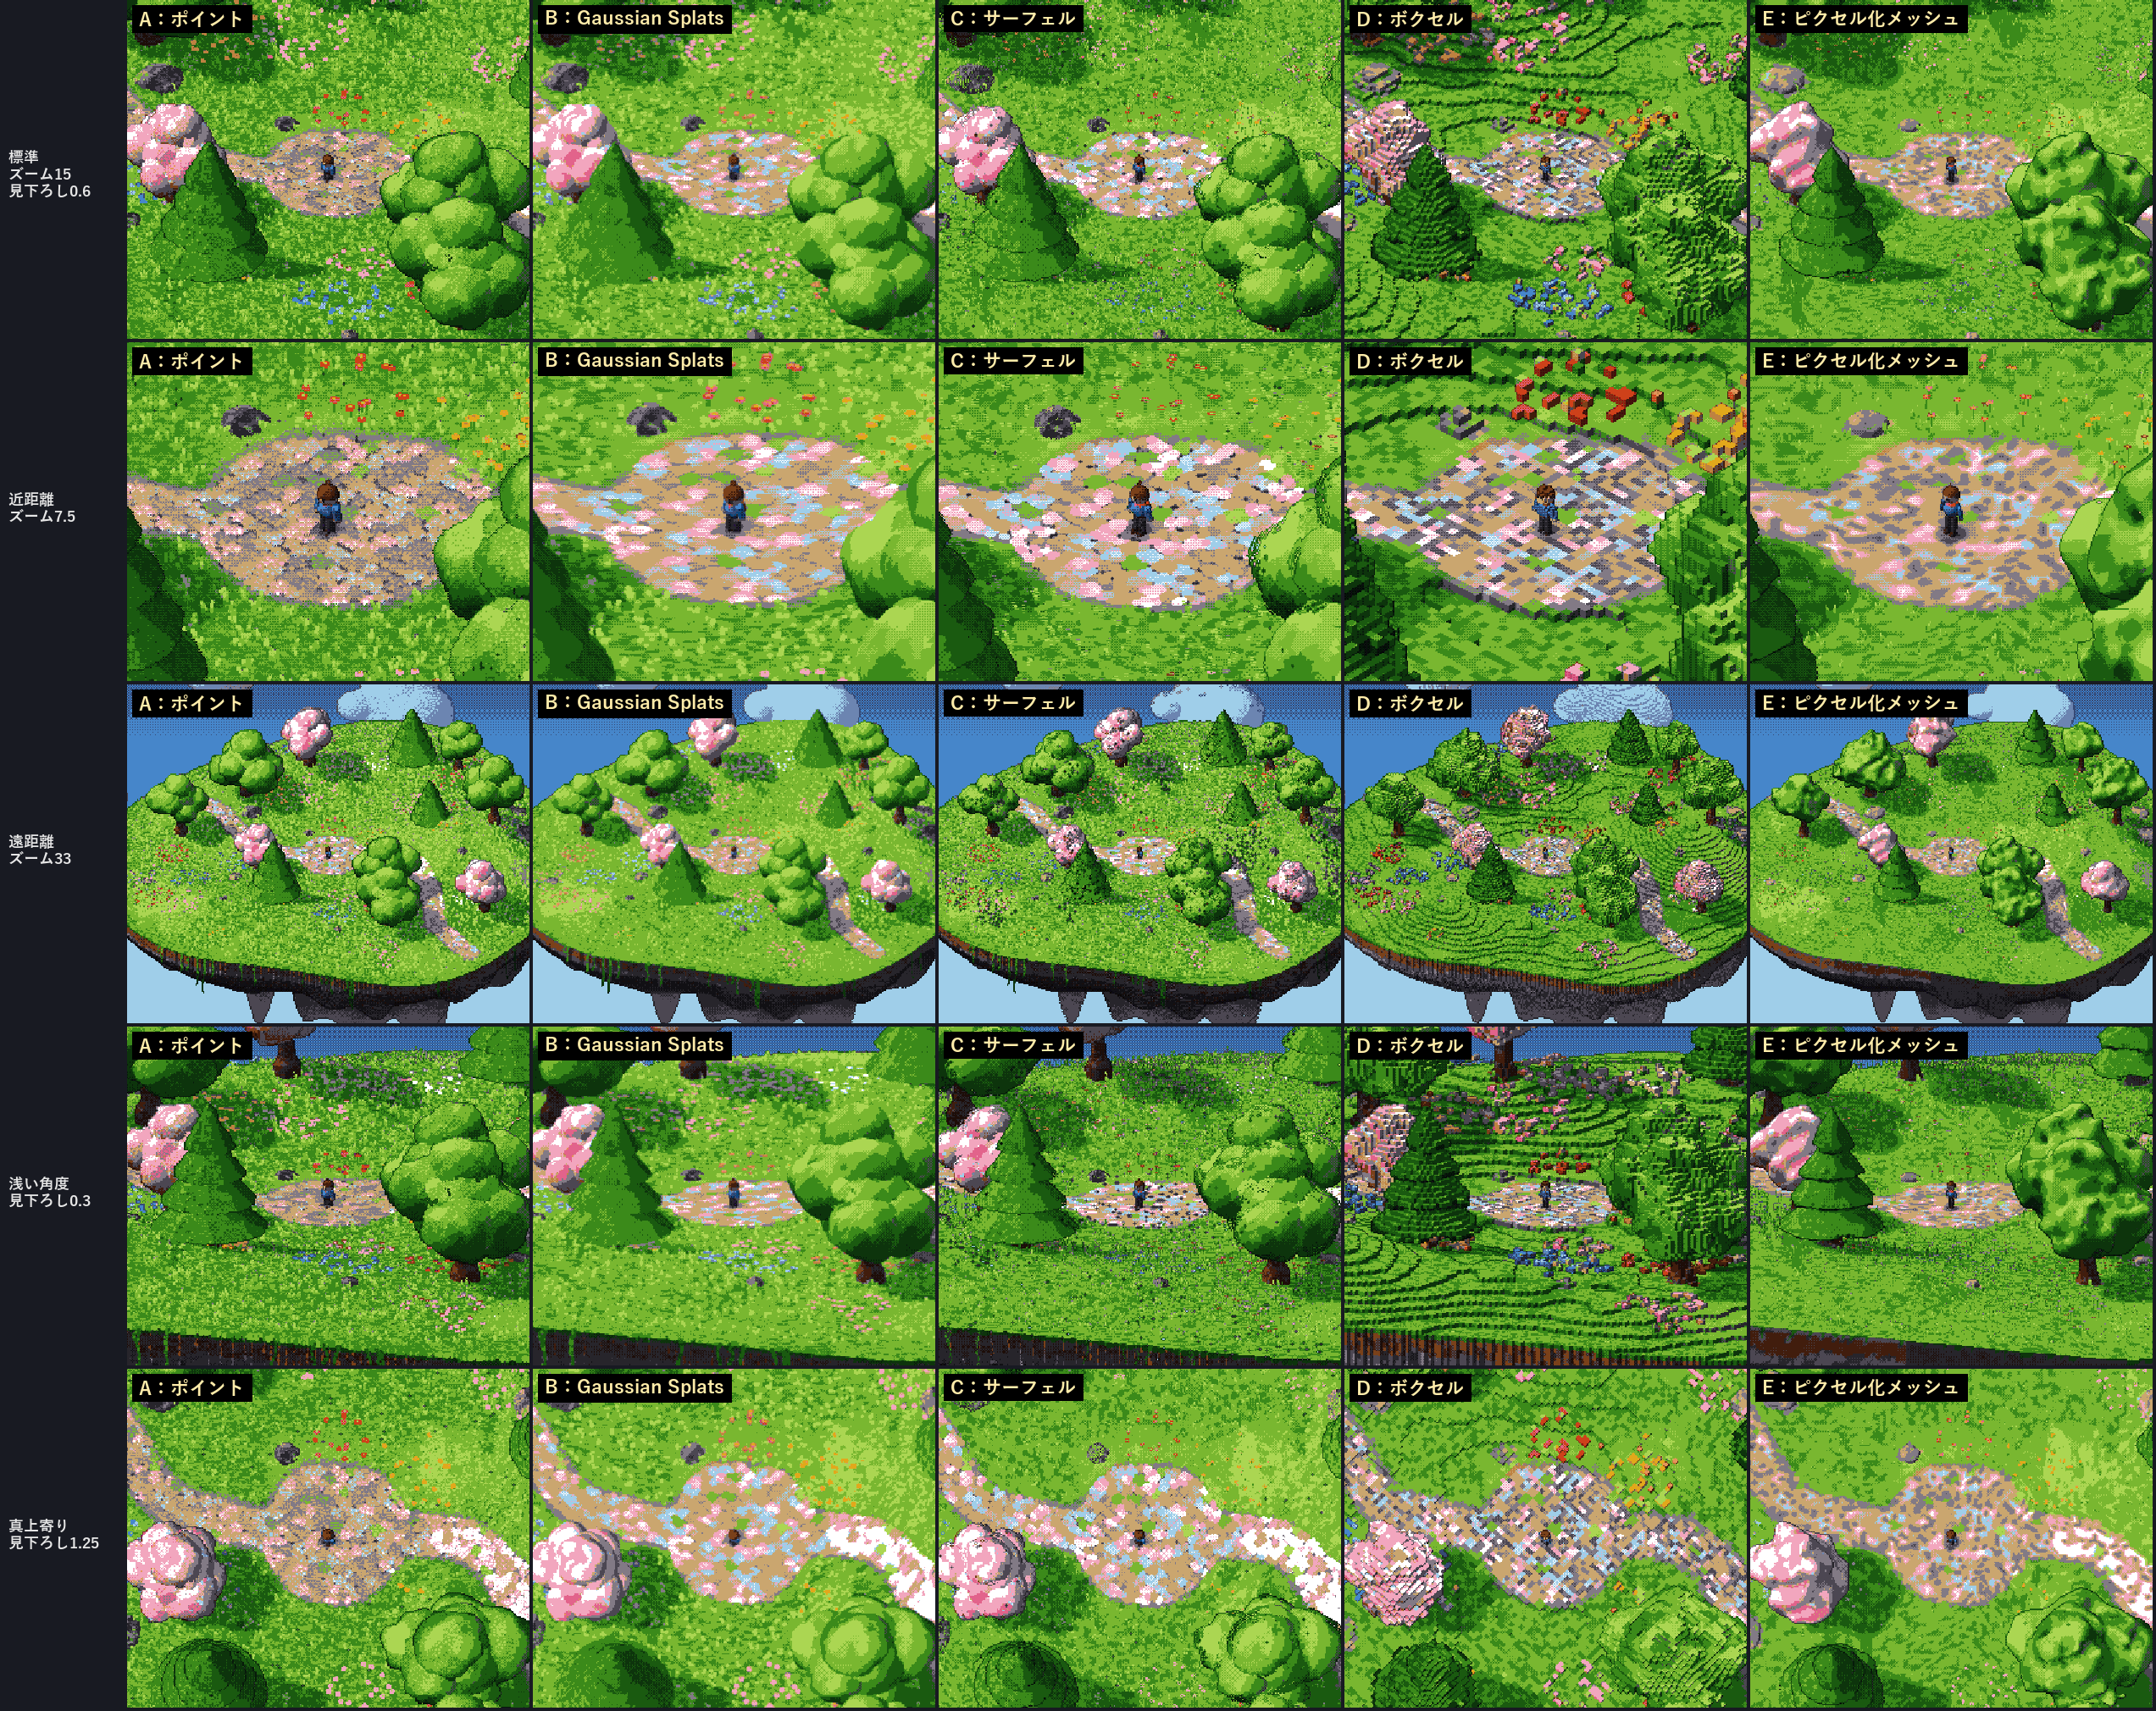 A：ポイント
B：Gaussian Splats
C：サーフェル
D：ボクセル
E：ピクセル化メッシュ
標準
ズーム15
見下ろし0.6
A：ポイント
B：Gaussian Splats
C：サーフェル
D：ボクセル
E：ピクセル化メッシュ
近距離
ズーム7.5
A：ポイント
B：Gaussian Splats
C：サーフェル
D：ボクセル
E：ピクセル化メッシュ
遠距離
ズーム33
A：ポイント
B：Gaussian Splats
C：サーフェル
D：ボクセル
E：ピクセル化メッシュ
浅い角度
見下ろし0.3
A：ポイント
B：Gaussian Splats
C：サーフェル
D：ボクセル
E：ピクセル化メッシュ
真上寄り
見下ろし1.25